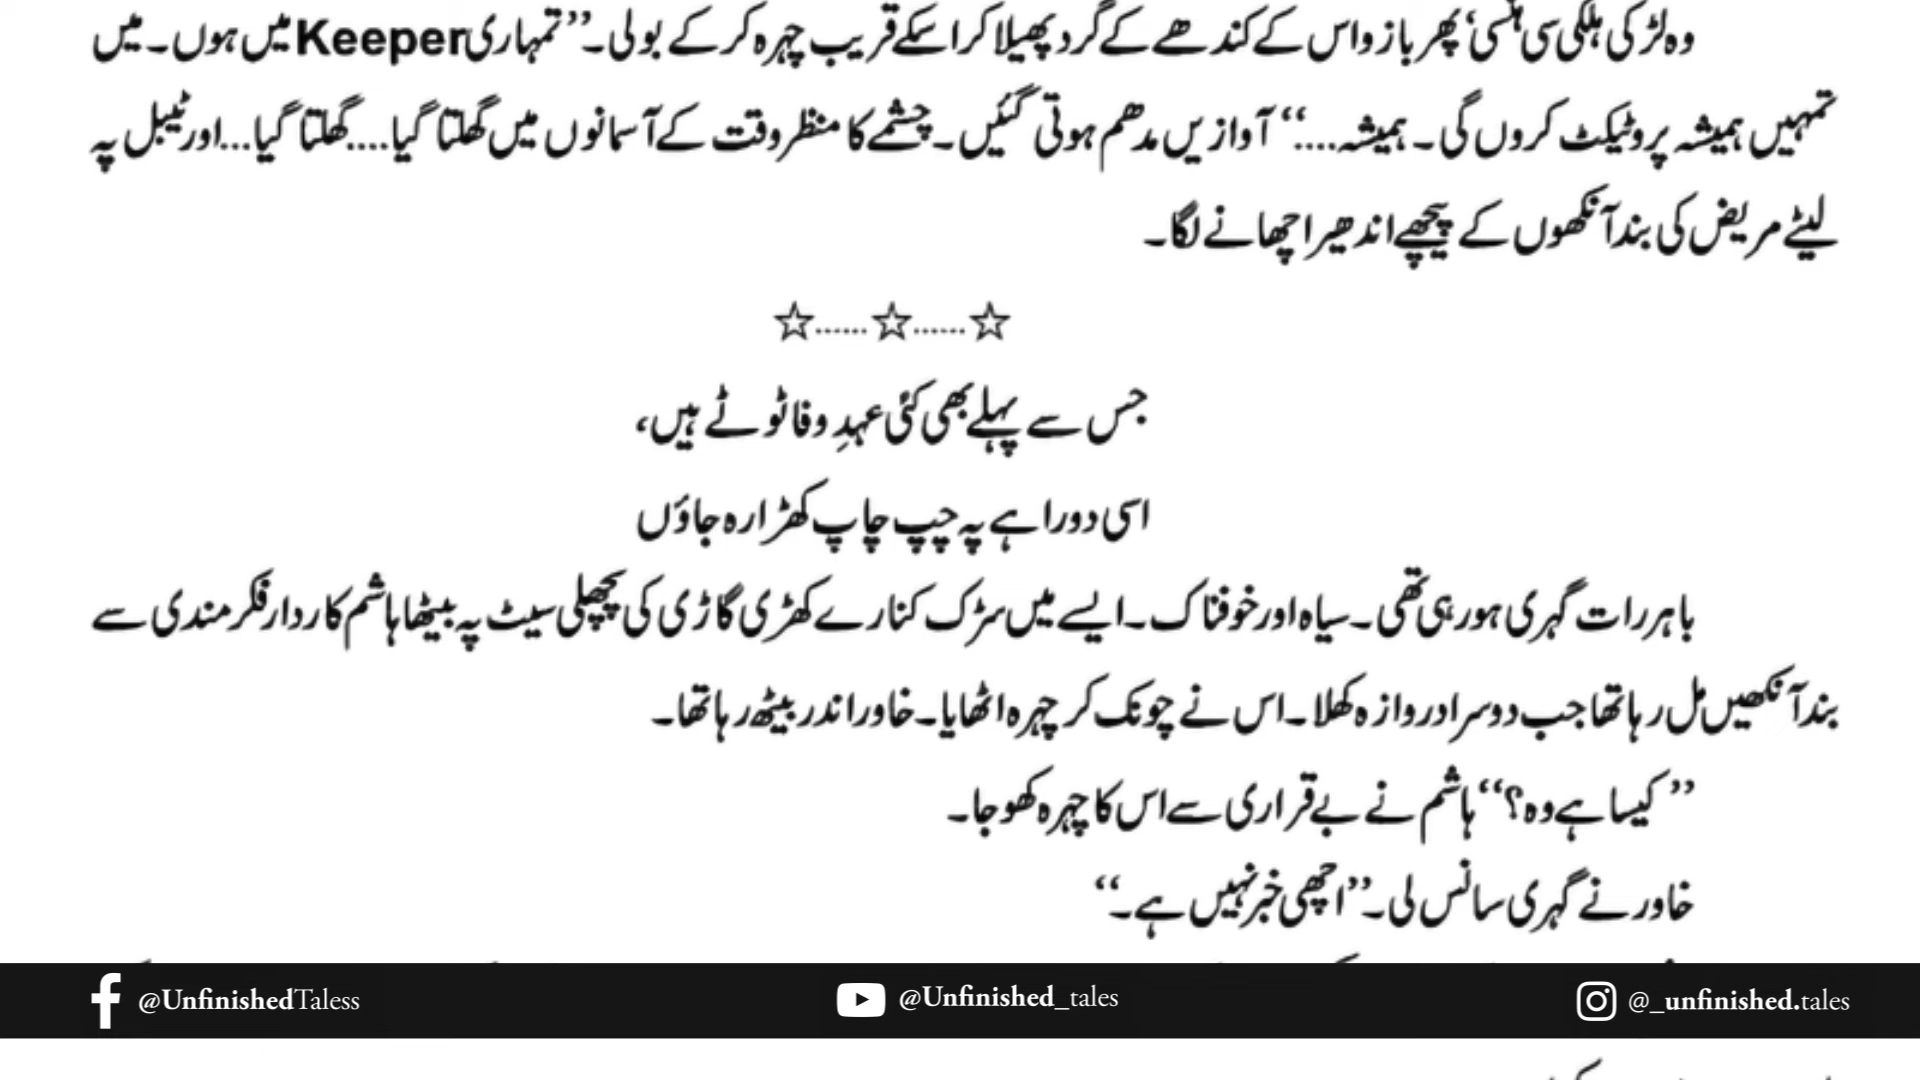 وہ لڑکی ہلکی سی ہنسی، پھر بازو اس کے کندھے کے گرد پھیلا کر اسکے قریب چہرہ کر کے بولی۔ ’’تمہاری Keeper میں ہوں۔ میں
تمہیں ہمیشہ پروٹیکٹ کروں گی۔ ہمیشہ....‘‘ آوازیں مدھم ہوتی گئیں۔ چشمے کا منظر وقت کے آسمانوں میں گھلتا گیا....گھلتا گیا...اور ٹیبل پہ
لیٹے مریض کی بند آنکھوں کے پیچھے اندھیرا چھانے لگا۔
☆......☆......☆
جس سے پہلے بھی کئی عہدِ وفا ٹوٹے ہیں،
اسی دوراہے پہ چپ چاپ کھڑا رہ جاؤں
باہر رات گہری ہو رہی تھی۔ سیاہ اور خوفناک۔ ایسے میں سڑک کنارے کھڑی گاڑی کی پچھلی سیٹ پہ بیٹھا ہاشم کاردار فکر مندی سے
بند آنکھیں مل رہا تھا جب دوسرا دروازہ کھلا۔ اس نے چونک کر چہرہ اٹھایا۔ خاور اندر بیٹھ رہا تھا۔
’’کیسا ہے وہ؟‘‘ ہاشم نے بے قراری سے اس کا چہرہ کھوجا۔
خاور نے گہری سانس لی۔ ’’اچھی خبر نہیں ہے۔‘‘
@UnfinishedTaless
@Unfinished_tales
@_unfinished.tales